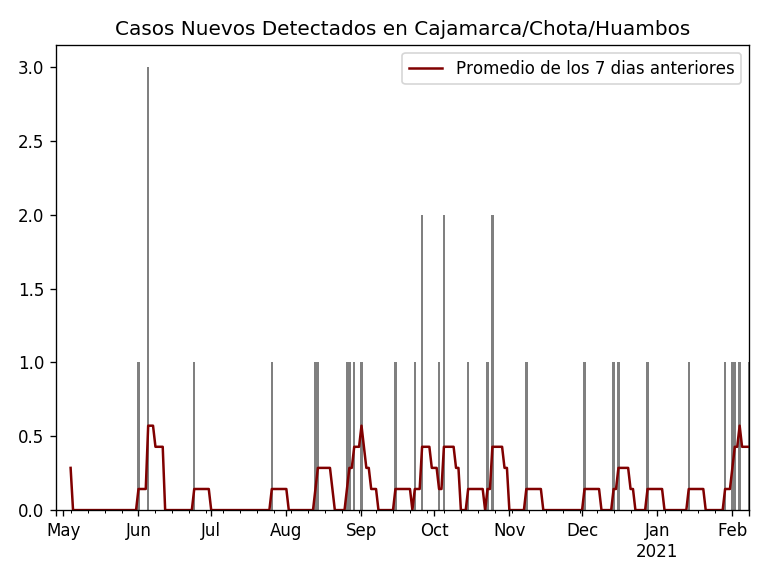 Casos Nuevos Detectados en Cajamarca/Chota/Huambos
Promedio de los 7 dias anteriores
3.0
2.5
2.0
1.5
1.0
0.5
0.0
May Jun Jul Aug Sep Oct Nov Dec Jan Feb
2021